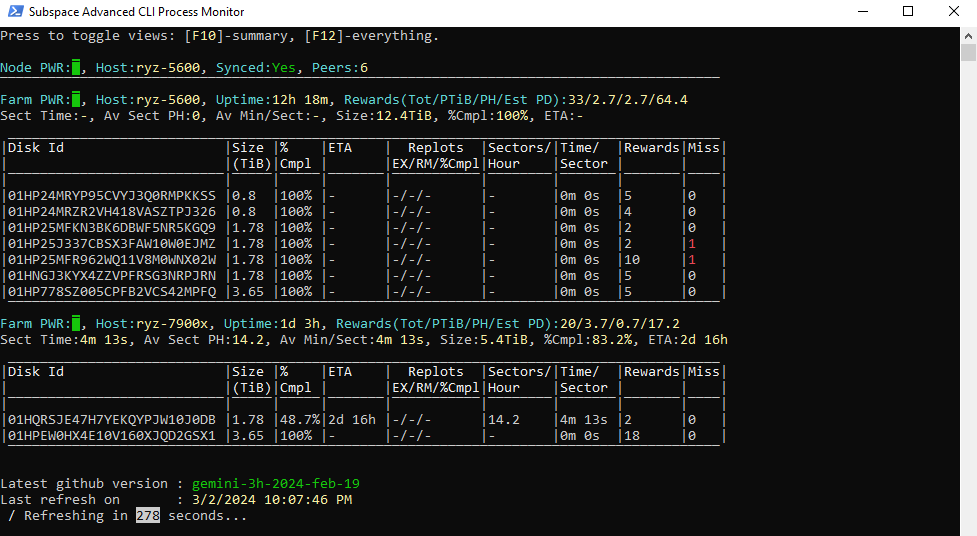 Subspace Advanced CLI Process Monitor
Press to toggle views: [F10]-summary, [F12]-everything.
Node PWR: , Host:ryz-5600, Synced:Yes, Peers:6
Farm PWR: , Host:ryz-5600, Uptime:12h 18m, Rewards(Tot/PTiB/PH/Est PD):33/2.7/2.7/64.4
Sect Time:-, Av Sect PH:0, Av Min/Sect:-, Size:12.4TiB, %Cmpl:100%, ETA:-
|Disk Id |Size |% |ETA | Replots |Sectors/|Time/ |Rewards|Miss|
| |(TiB)|Cmpl | |EX/RM/%Cmpl|Hour |Sector | | |
|01HP24MRYP95CVYJ3Q0RMPKKSS |0.8 |100% |- |-/-/- |- |0m 0s |5 |0 |
|01HP24MRZR2VH418VASZTPJ326 |0.8 |100% |- |-/-/- |- |0m 0s |4 |0 |
|01HP25MFKN3BK6DBWF5NR5KGQ9 |1.78 |100% |- |-/-/- |- |0m 0s |2 |0 |
|01HP25J337CBSX3FAW10W0EJMZ |1.78 |100% |- |-/-/- |- |0m 0s |2 |1 |
|01HP25MFR962WQ11V8M0WNX02W |1.78 |100% |- |-/-/- |- |0m 0s |10 |1 |
|01HNGJ3KYX4ZZVPFRSG3NRPJRN |1.78 |100% |- |-/-/- |- |0m 0s |5 |0 |
|01HP778SZ005CPFB2VCS42MPFQ |3.65 |100% |- |-/-/- |- |0m 0s |5 |0 |
Farm PWR: , Host:ryz-7900x, Uptime:1d 3h, Rewards(Tot/PTiB/PH/Est PD):20/3.7/0.7/17.2
Sect Time:4m 13s, Av Sect PH:14.2, Av Min/Sect:4m 13s, Size:5.4TiB, %Cmpl:83.2%, ETA:2d 16h
|Disk Id |Size |% |ETA | Replots |Sectors/|Time/ |Rewards|Miss|
| |(TiB)|Cmpl | |EX/RM/%Cmpl|Hour |Sector | | |
|01HQRSJE47H7YEKQYPJW10J0DB |1.78 |48.7%|2d 16h |-/-/- |14.2 |4m 13s |2 |0 |
|01HPEW0HX4E10V160XJQD2GSX1 |3.65 |100% |- |-/-/- |- |0m 0s |18 |0 |
Latest github version : gemini-3h-2024-feb-19
Last refresh on : 3/2/2024 10:07:46 PM
/ Refreshing in 278 seconds...